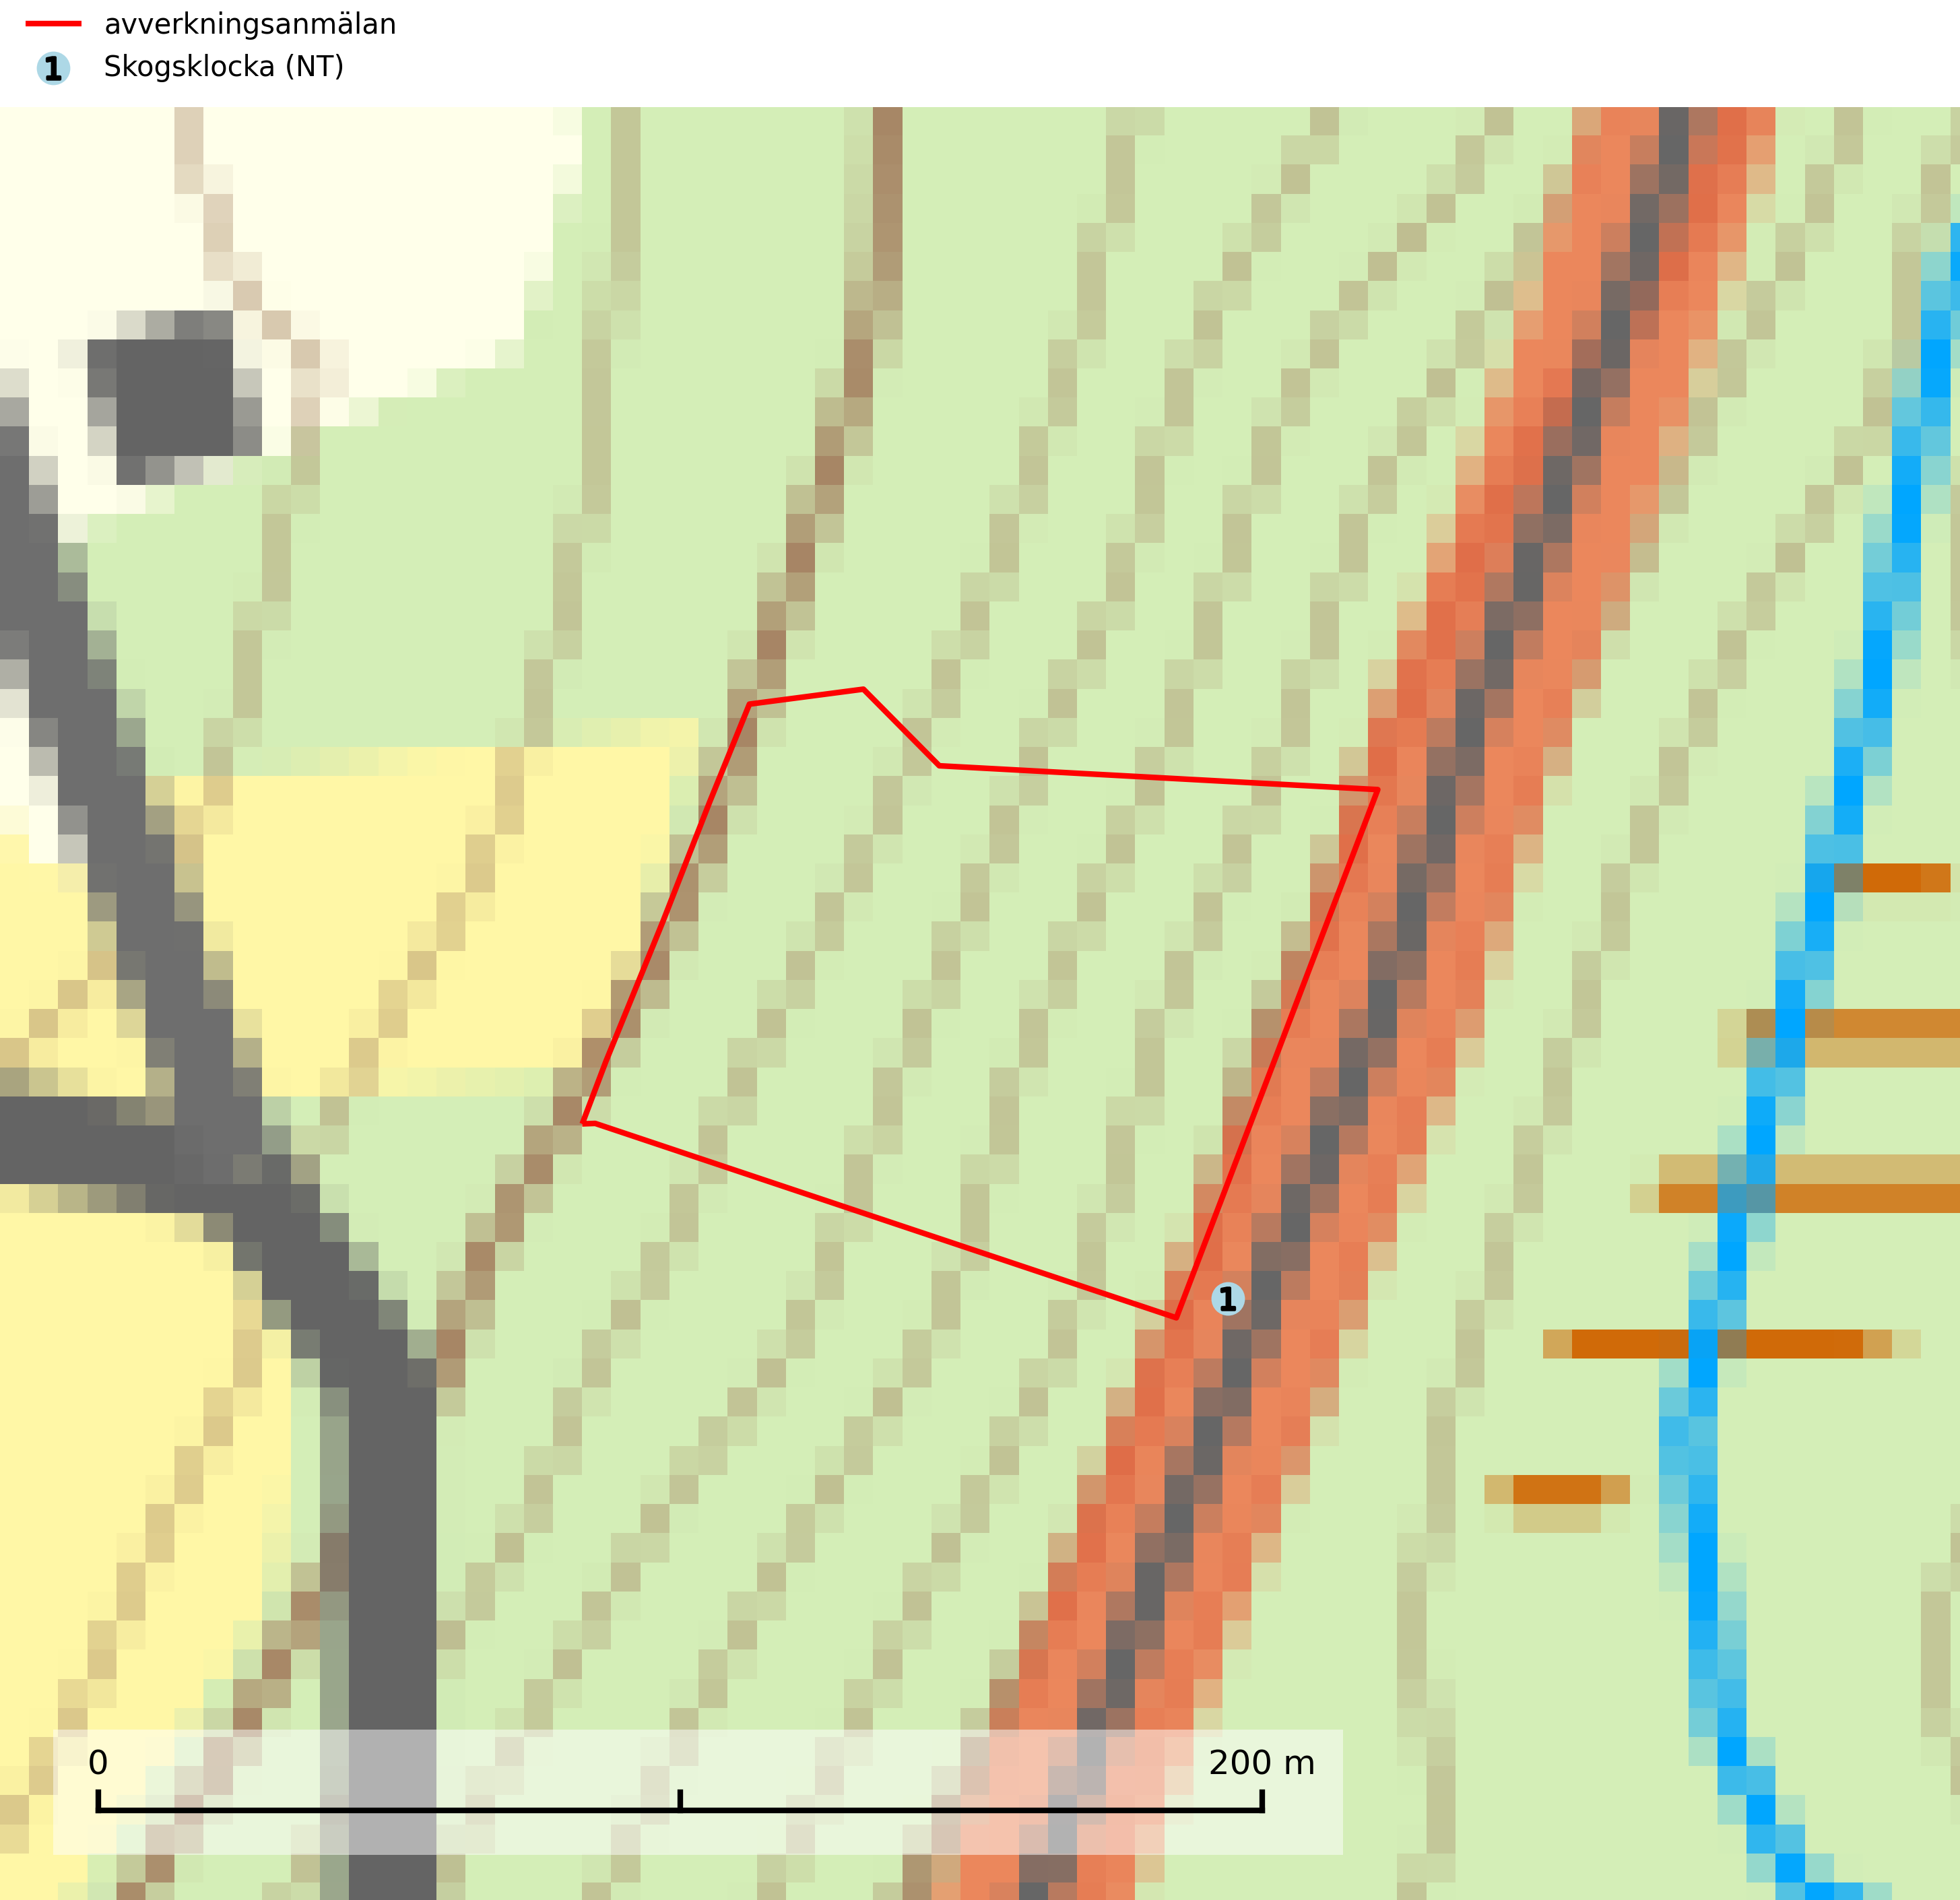 avverkningsanmälan
1 Skogsklocka (NT)
1
0 200 m